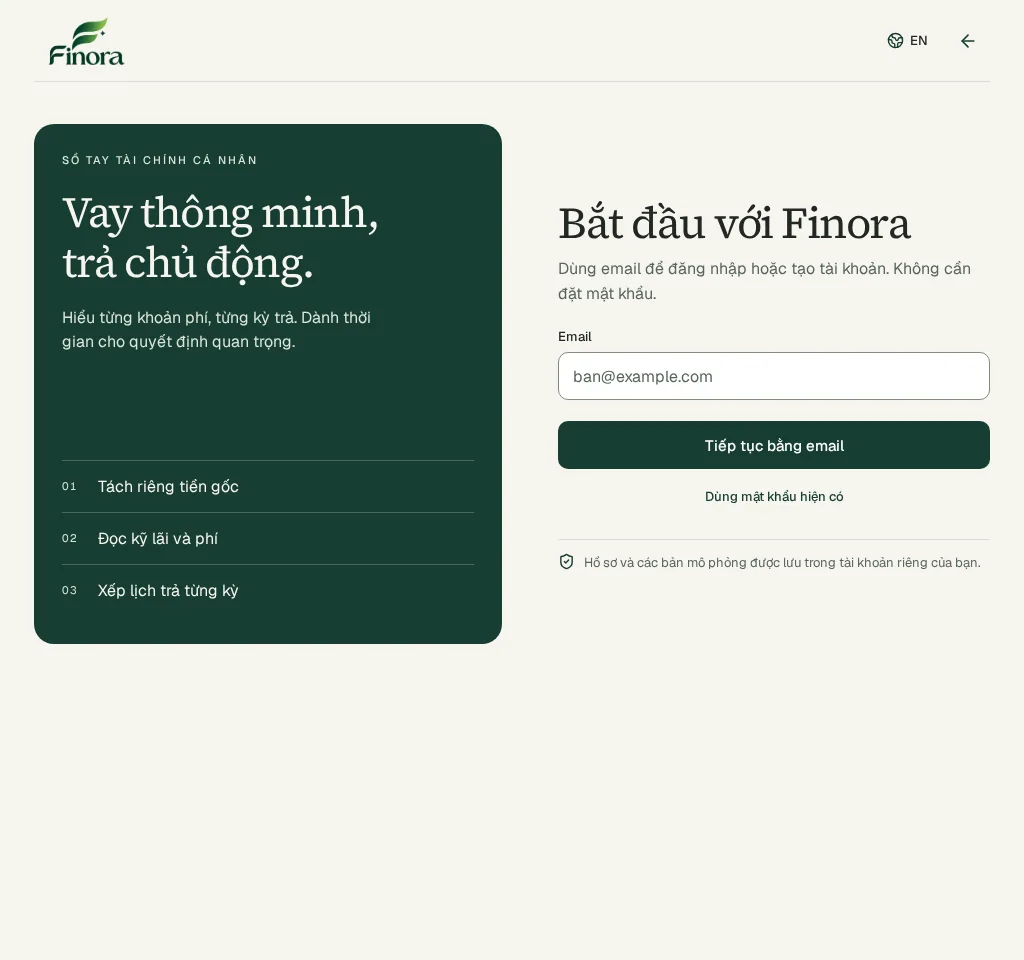 Finora
EN
SỔ TAY TÀI CHÍNH CÁ NHÂN
Vay thông minh,
trả chủ động.
Hiểu từng khoản phí, từng kỳ trả. Dành thời
gian cho quyết định quan trọng.
01 Tách riêng tiền gốc
02 Đọc kỹ lãi và phí
03 Xếp lịch trả từng kỳ
Bắt đầu với Finora
Dùng email để đăng nhập hoặc tạo tài khoản. Không cần
đặt mật khẩu.
Email
ban@example.com
Tiếp tục bằng email
Dùng mật khẩu hiện có
Hồ sơ và các bản mô phỏng được lưu trong tài khoản riêng của bạn.